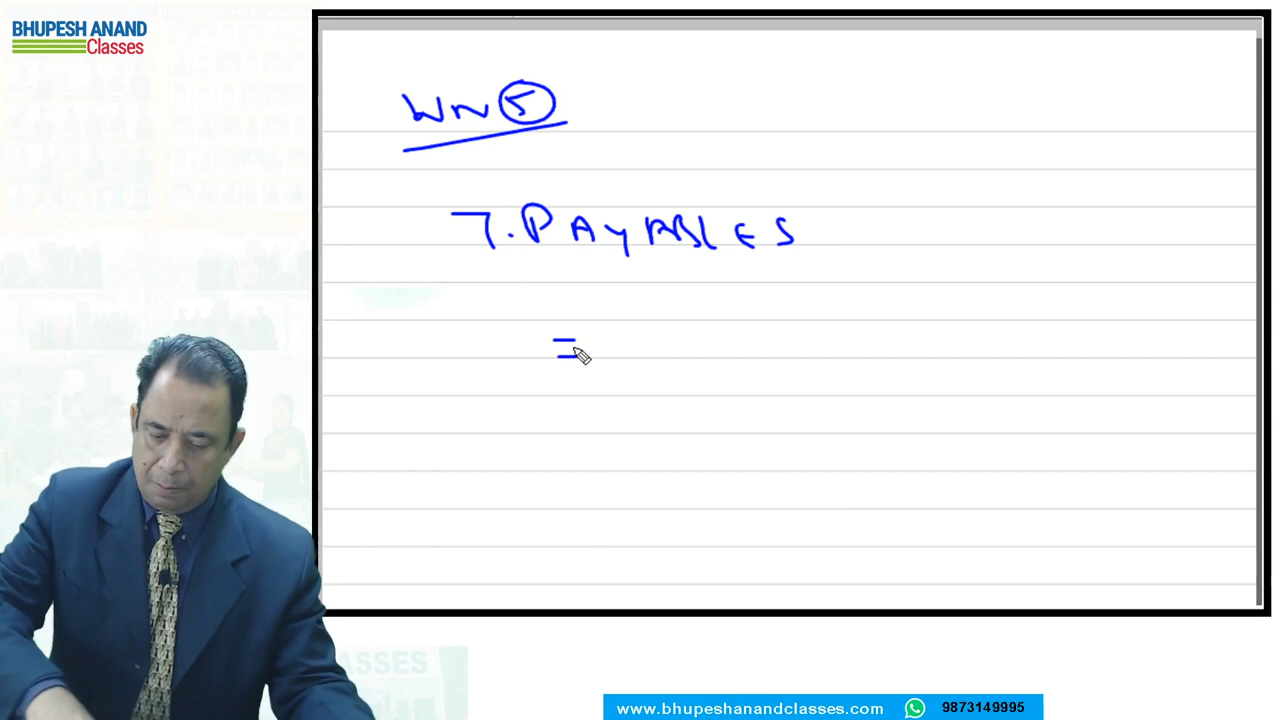 BHUPESH ANAND
Classes
WN 5
T. PAYABLES
=
www.bhupeshanandclasses.com 9873149995